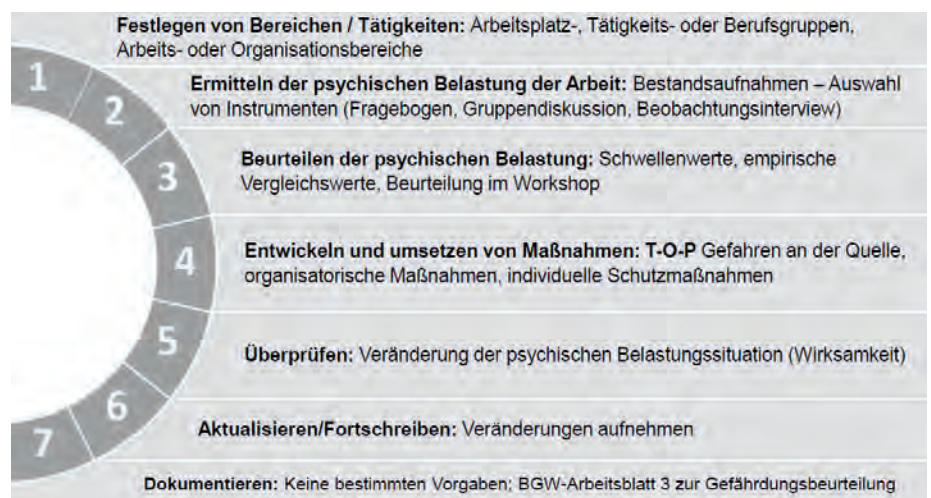 Festlegen von Bereichen / Tätigkeiten: Arbeitsplatz-, Tätigkeits- oder Berufsgruppen,
Arbeits- oder Organisationsbereiche
1
Ermitteln der psychischen Belastung der Arbeit: Bestandsaufnahmen – Auswahl
von Instrumenten (Fragebogen, Gruppendiskussion, Beobachtungsinterview)
2
Beurteilen der psychischen Belastung: Schwellenwerte, empirische
Vergleichswerte, Beurteilung im Workshop
3
Entwickeln und umsetzen von Maßnahmen: T-O-P Gefahren an der Quelle,
organisatorische Maßnahmen, individuelle Schutzmaßnahmen
4
Überprüfen: Veränderung der psychischen Belastungssituation (Wirksamkeit)
5
Aktualisieren/Fortschreiben: Veränderungen aufnehmen
6
Dokumentieren: Keine bestimmten Vorgaben; BGW-Arbeitsblatt 3 zur Gefährdungsbeurteilung
7